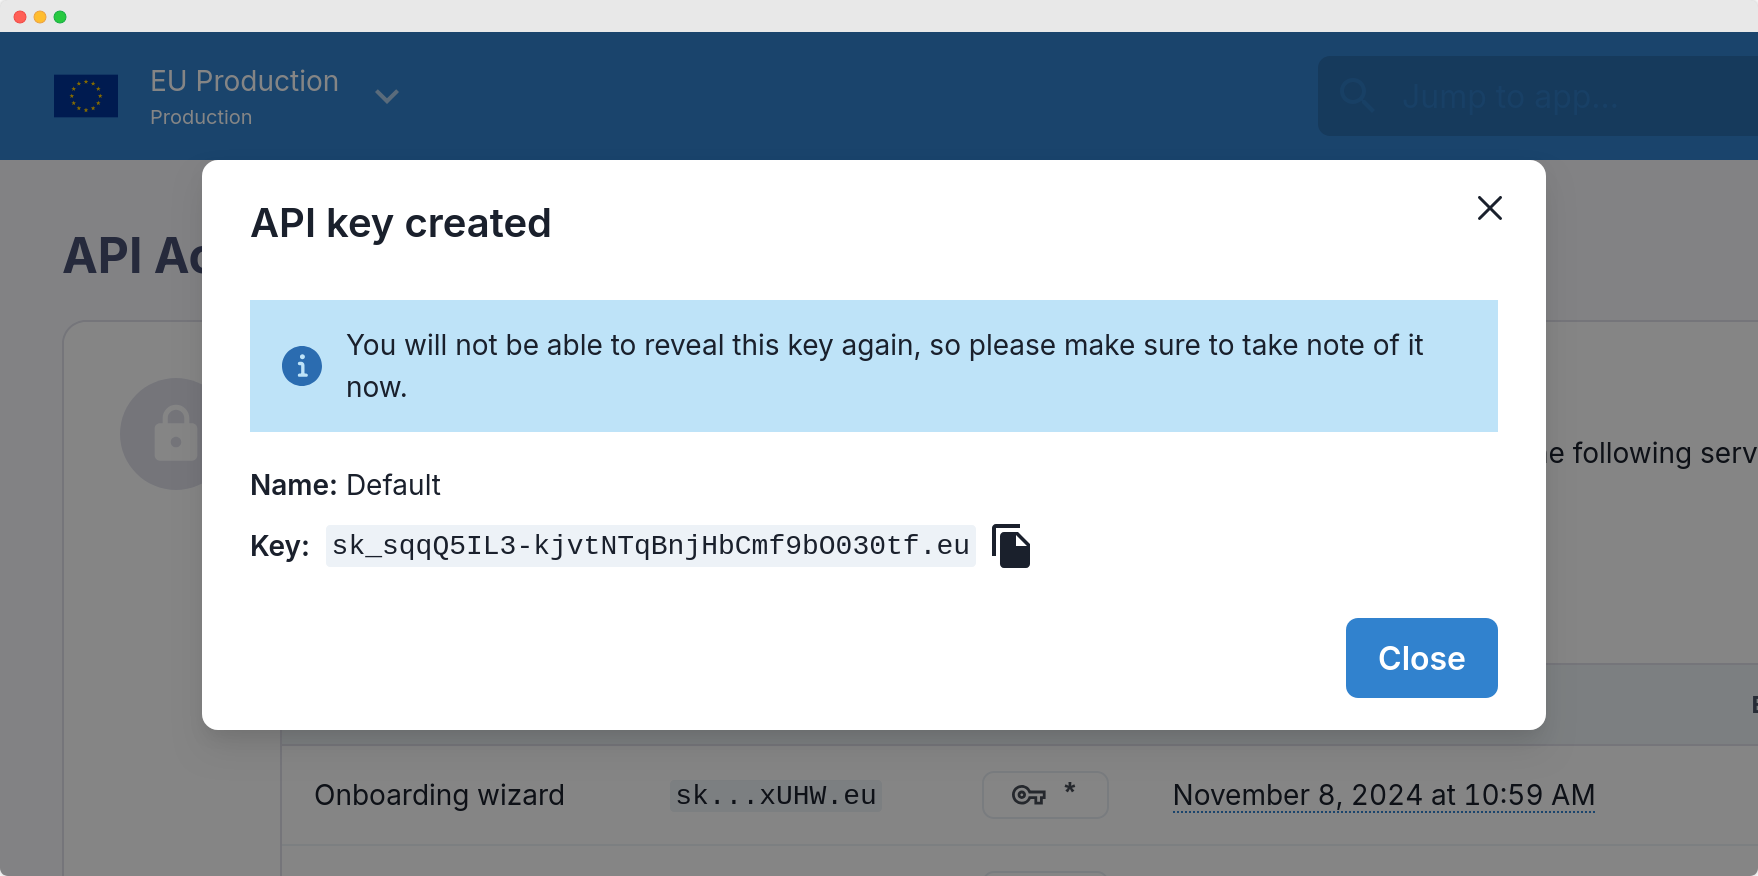 EU Production
Production
Jump to app...
API Ac
API key created
You will not be able to reveal this key again, so please make sure to take note of it
now.
e following serv
Name: Default
Key: sk_sqqQ5IL3-kjvtNTqBnjHbCmf9bO030tf.eu
Close
Onboarding wizard sk...xUHW.eu * November 8, 2024 at 10:59 AM